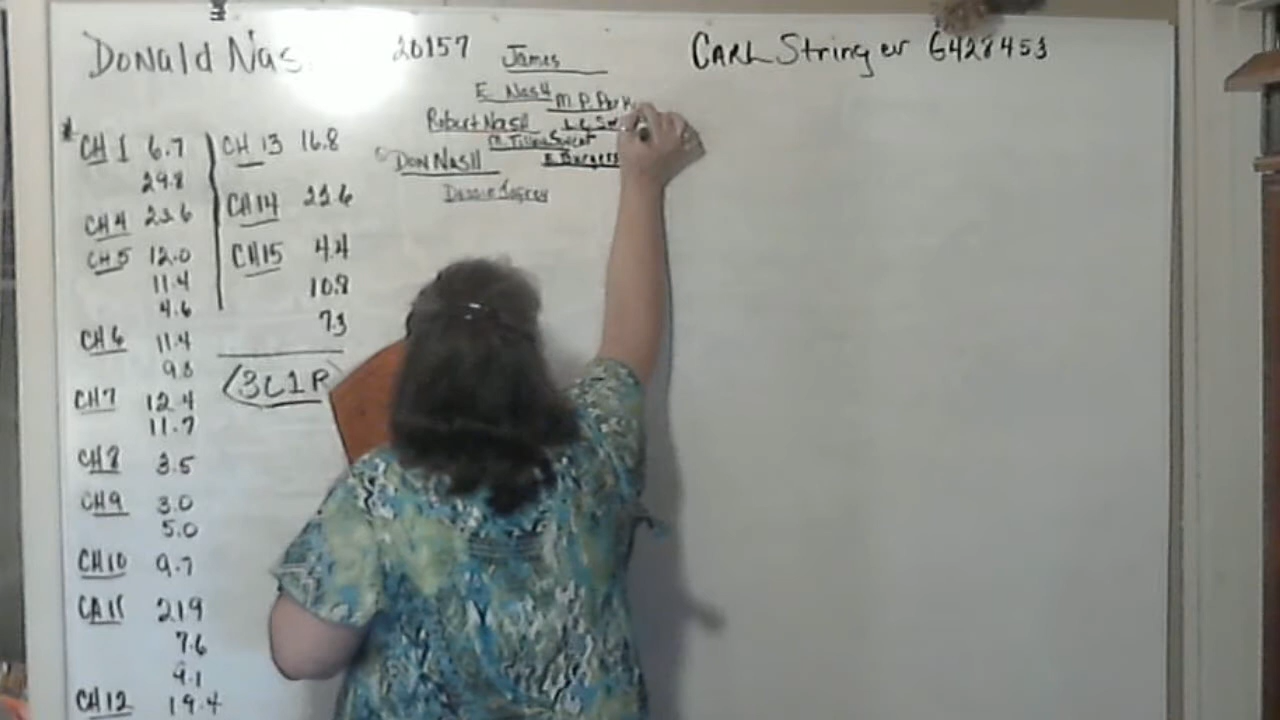 Donald Nas
20157
James
E. Nash
M. P.
Robert Nash
Don Nash
E. Burgess
CARL Stringer 6428453
CH 1 6.7
29.8
CH 4 23.6
CH 5 12.0
11.4
4.6
CH 6 11.4
9.8
CH 7 12.4
11.7
CH 8 3.5
CH 9 3.0
5.0
CH 10 9.7
CH 11 21.9
7.6
9.1
CH 12 19.4
CH 13 16.8
CH 14 22.6
CH 15 4.4
10.8
7.3
(3C1P)